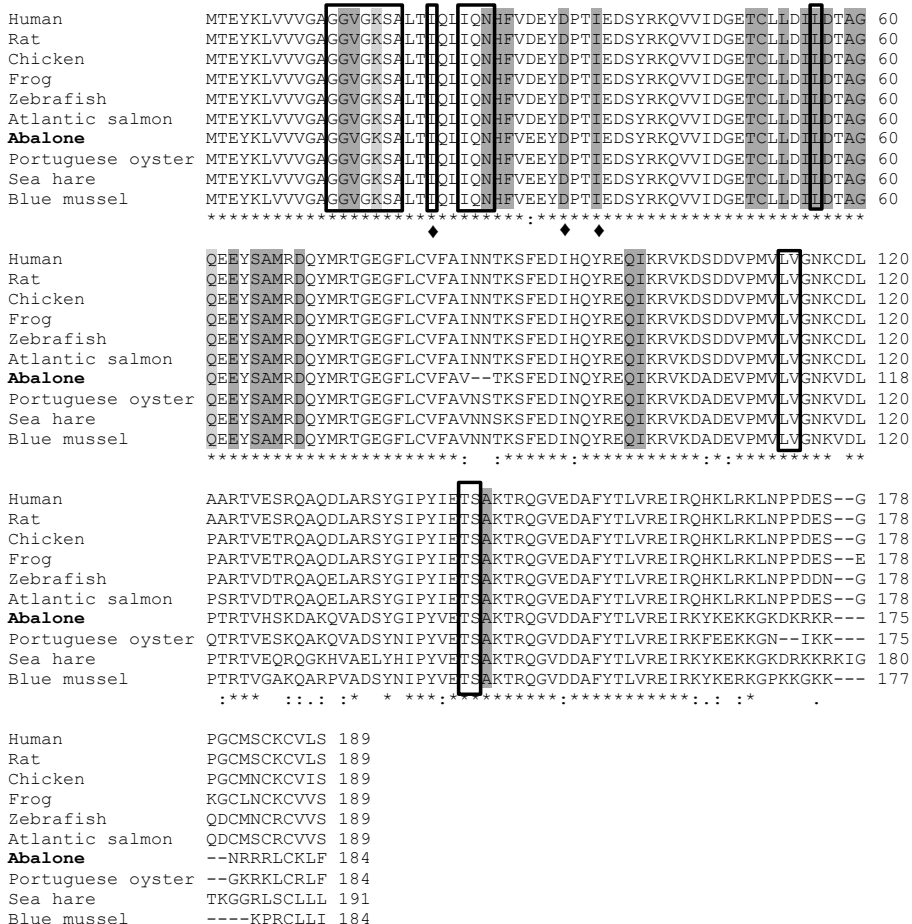 Human MTEYKLVVVGAGGVGKSALTIQLIQNHFVDEYDPTIEDSYRKQVVIDGETCLLDILDTAG 60
Rat MTEYKLVVVGAGGVGKSALTIQLIQNHFVDEYDPTIEDSYRKQVVIDGETCLLDILDTAG 60
Chicken MTEYKLVVVGAGGVGKSALTIQLIQNHFVDEYDPTIEDSYRKQVVIDGETCLLDILDTAG 60
Frog MTEYKLVVVGAGGVGKSALTIQLIQNHFVDEYDPTIEDSYRKQVVIDGETCLLDILDTAG 60
Zebrafish MTEYKLVVVGAGGVGKSALTIQLIQNHFVDEYDPTIEDSYRKQVVIDGETCLLDILDTAG 60
Atlantic salmon MTEYKLVVVGAGGVGKSALTIQLIQNHFVDEYDPTIEDSYRKQVVIDGETCLLDILDTAG 60
Abalone MTEYKLVVVGAGGVGKSALTIQLIQNHFVEEYDPTIEDSYRKQVVIDGETCLLDILDTAG 60
Portuguese oyster MTEYKLVVVGAGGVGKSALTIQLIQNHFVEEYDPTIEDSYRKQVVIDGETCLLDILDTAG 60
Sea hare MTEYKLVVVGAGGVGKSALTIQLIQNHFVEEYDPTIEDSYRKQVVIDGETCLLDILDTAG 60
Blue mussel MTEYKLVVVGAGGVGKSALTIQLIQNHFVEEYDPTIEDSYRKQVVIDGETCLLDILDTAG 60
*****************************:******************************
♦ ♦ ♦
Human QEEYSAMRDQYMRTGEGFLCVFAINNTKSFEDIHQYREQIKRVKDSDDVPMVLVGNKCDL 120
Rat QEEYSAMRDQYMRTGEGFLCVFAINNTKSFEDIHQYREQIKRVKDSDDVPMVLVGNKCDL 120
Chicken QEEYSAMRDQYMRTGEGFLCVFAINNTKSFEDIHQYREQIKRVKDSDDVPMVLVGNKCDL 120
Frog QEEYSAMRDQYMRTGEGFLCVFAINNTKSFEDIHQYREQIKRVKDSDDVPMVLVGNKCDL 120
Zebrafish QEEYSAMRDQYMRTGEGFLCVFAINNTKSFEDIHQYREQIKRVKDSDDVPMVLVGNKCDL 120
Atlantic salmon QEEYSAMRDQYMRTGEGFLCVFAINNTKSFEDIHQYREQIKRVKDSDDVPMVLVGNKCDL 120
Abalone QEEYSAMRDQYMRTGEGFLCVFAV--TKSFEDINQYREQIKRVKDADEVPMVLVGNKVDL 118
Portuguese oyster QEEYSAMRDQYMRTGEGFLCVFAVNSTKSFEDINQYREQIKRVKDADEVPMVLVGNKVDL 120
Sea hare QEEYSAMRDQYMRTGEGFLCVFAVNNSKSFEDINQYREQIKRVKDADEVPMVLVGNKVDL 120
Blue mussel QEEYSAMRDQYMRTGEGFLCVFAVNNTKSFEDINQYREQIKRVKDADEVPMVLVGNKVDL 120
***********************:  :******:***********:*:********* **
Human AARTVESRQAQDLARSYGIPYIETSAKTRQGVEDAFYTLVREIRQHKLRKLNPPDES--G 178
Rat AARTVESRQAQDLARSYSIPYIETSAKTRQGVEDAFYTLVREIRQHKLRKLNPPDES--G 178
Chicken PARTVETRQAQDLARSYGIPYIETSAKTRQGVEDAFYTLVREIRQHKLRKLNPPDES--G 178
Frog PARTVETRQAQDLARSYGIPYIETSAKTRQGVEDAFYTLVREIRQHKLRKLNPPDES--E 178
Zebrafish PARTVDTRQAQELARSYGIPYIETSAKTRQGVEDAFYTLVREIRQHKLRKLNPPDDN--G 178
Atlantic salmon PSRTVDTRQAQELARSYGIPYIETSAKTRQGVEDAFYTLVREIRQHKLRKLNPPDES--G 178
Abalone PTRTVHSKDAKQVADSYGIPYVETSAKTRQGVDDAFYTLVREIRKYKEKKGKDKRKR--- 175
Portuguese oyster QTRTVESKQAKQVADSYNIPYVETSAKTRQGVDDAFYTLVREIRKFEEKKGN--IKK--- 175
Sea hare PTRTVEQRQGKHVAELYHIPYVETSAKTRQGVDDAFYTLVREIRKYKEKKGKDRKKRKIG 180
Blue mussel PTRTVGAKQARPVADSYNIPYVETSAKTRQGVDDAFYTLVREIRKYKERKGPKKGKK--- 177
:***  ::.: :*  * ***:**********:***********:.: :*      .
Human PGCMSCKCVLS 189
Rat PGCMSCKCVLS 189
Chicken PGCMNCKCVIS 189
Frog KGCLNCKCVVS 189
Zebrafish QDCMNCRCVVS 189
Atlantic salmon QDCMSCRCVVS 189
Abalone --NRRRLCKLF 184
Portuguese oyster --GKRKLCRLF 184
Sea hare TKGGRLSCLLL 191
Blue mussel ----KPRCLLI 184